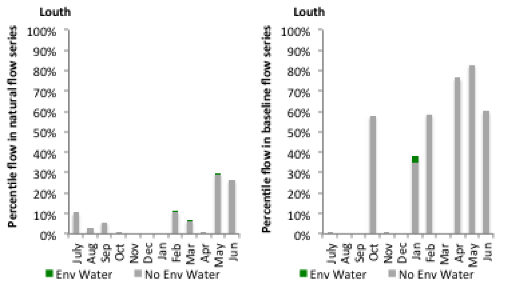 Louth
Percentile flow in natural flow series
100%
90%
80%
70%
60%
50%
40%
30%
20%
10%
0%
July
Aug
Sep
Oct
Nov
Dec
Jan
Feb
Mar
Apr
May
Jun
Env Water No Env Water
Louth
Percentile flow in baseline flow series
100%
90%
80%
70%
60%
50%
40%
30%
20%
10%
0%
July
Aug
Sep
Oct
Nov
Dec
Jan
Feb
Mar
Apr
May
Jun
Env Water No Env Water